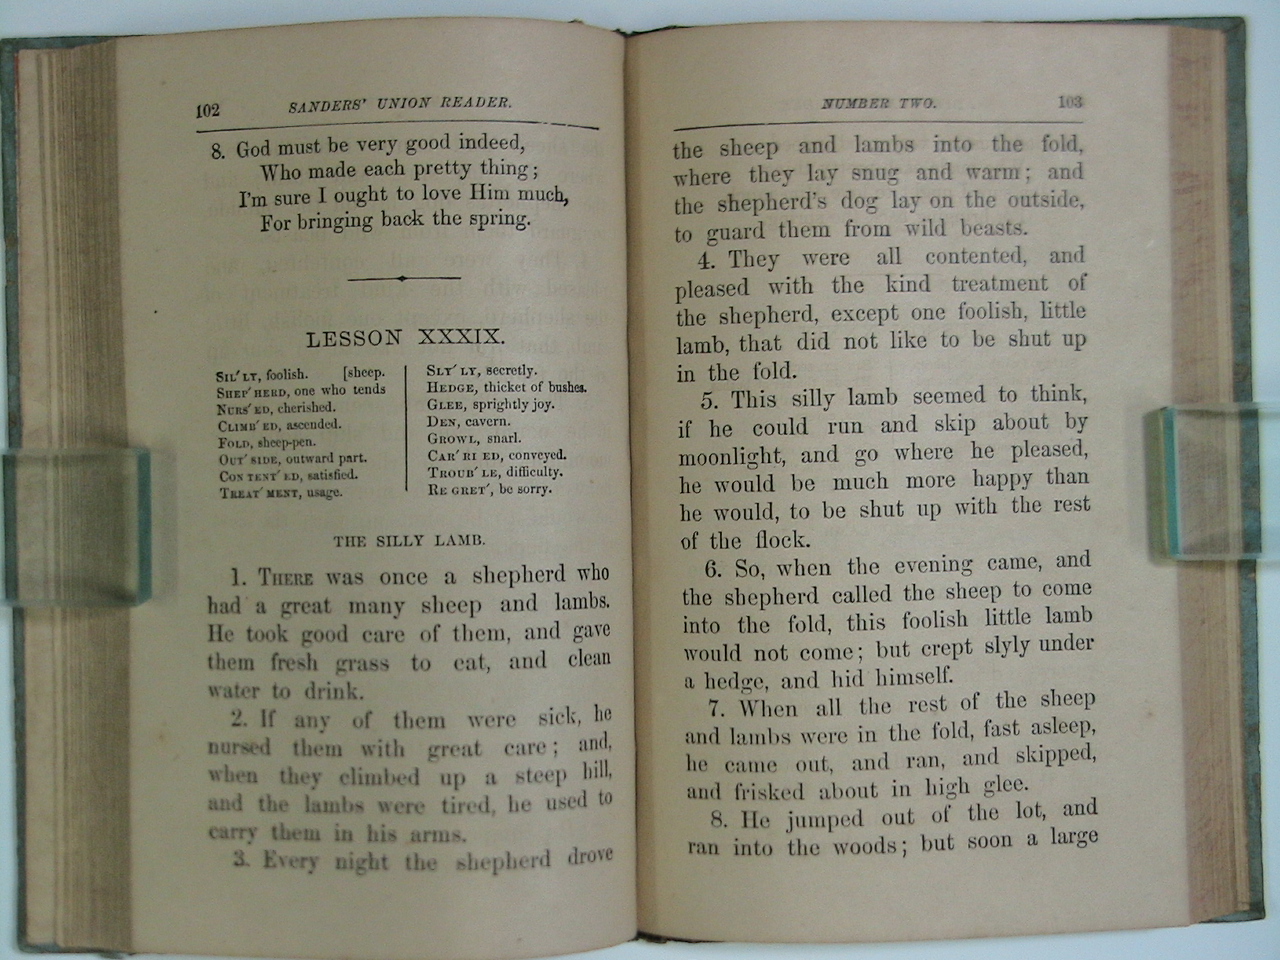 102 SANDERS' UNION READER.
8. God must be very good indeed,
Who made each pretty thing;
I'm sure I ought to love Him much,
For bringing back the spring.
LESSON XXXIX.
SIL'LY, foolish. [sheep.
SHEP'HERD, one who tends
NURS'ED, cherished.
CLIMB'ED, ascended.
FOLD, sheep-pen.
OUT'SIDE, outward part.
CON TENT'ED, satisfied.
TREAT'MENT, usage.
SLY'LY, secretly.
HEDGE, thicket of bushes.
GLEE, sprightly joy.
DEN, cavern.
GROWL, snarl.
CAR'RI ED, conveyed.
TROUB'LE, difficulty.
RE GRET', be sorry.
THE SILLY LAMB.
1. THERE was once a shepherd who
had a great many sheep and lambs.
He took good care of them, and gave
them fresh grass to eat, and clean
water to drink.
2. If any of them were sick, he
nursed them with great care; and,
when they climbed up a steep hill,
and the lambs were tired, he used to
carry them in his arms.
3. Every night the shepherd drove
NUMBER TWO. 103
the sheep and lambs into the fold,
where they lay snug and warm; and
the shepherd's dog lay on the outside,
to guard them from wild beasts.
4. They were all contented, and
pleased with the kind treatment of
the shepherd, except one foolish, little
lamb, that did not like to be shut up
in the fold.
5. This silly lamb seemed to think,
if he could run and skip about by
moonlight, and go where he pleased,
he would be much more happy than
he would, to be shut up with the rest
of the flock.
6. So, when the evening came, and
the shepherd called the sheep to come
into the fold, this foolish little lamb
would not come; but crept slyly under
a hedge, and hid himself.
7. When all the rest of the sheep
and lambs were in the fold, fast asleep,
he came out, and ran, and skipped,
and frisked about in high glee.
8. He jumped out of the lot, and
ran into the woods; but soon a large